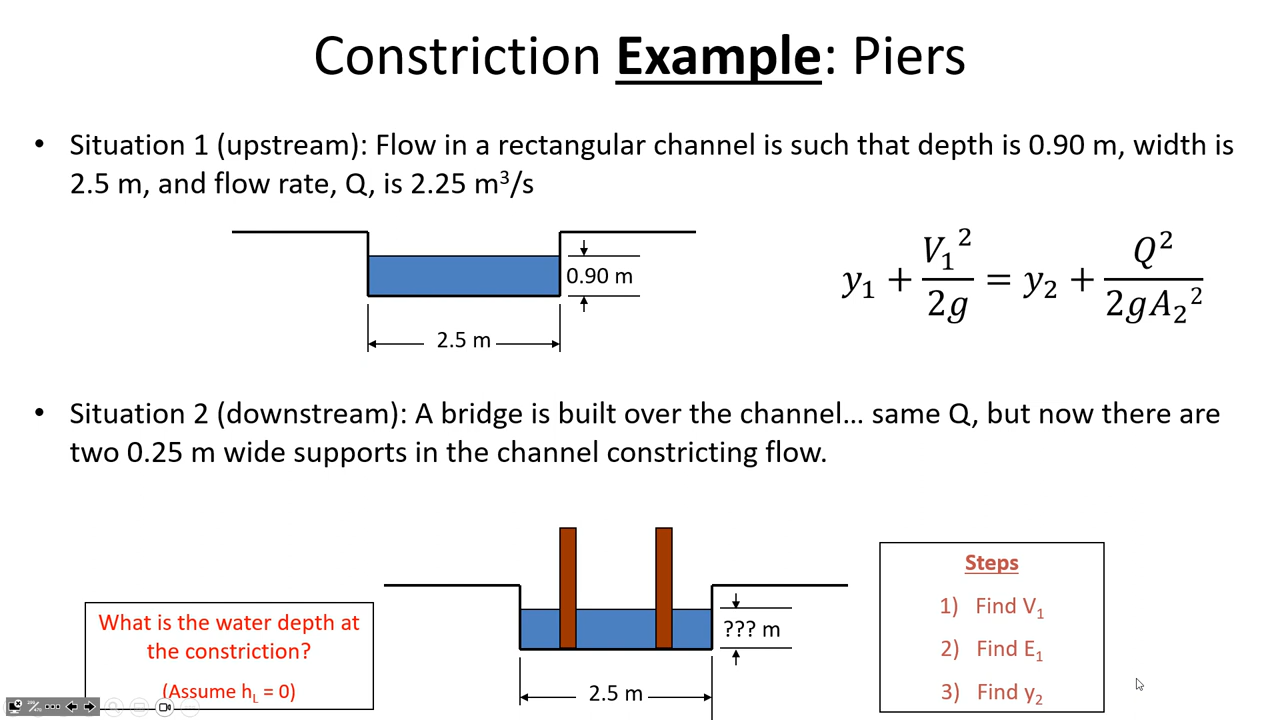 Constriction Example: Piers
• Situation 1 (upstream): Flow in a rectangular channel is such that depth is 0.90 m, width is
2.5 m, and flow rate, Q, is 2.25 m³/s
0.90 m
2.5 m
y₁ + V₁²/2g = y₂ + Q²/2gA₂²
• Situation 2 (downstream): A bridge is built over the channel… same Q, but now there are
two 0.25 m wide supports in the channel constricting flow.
What is the water depth at
the constriction?
(Assume h_L = 0)
??? m
2.5 m
Steps
1) Find V₁
2) Find E₁
3) Find y₂